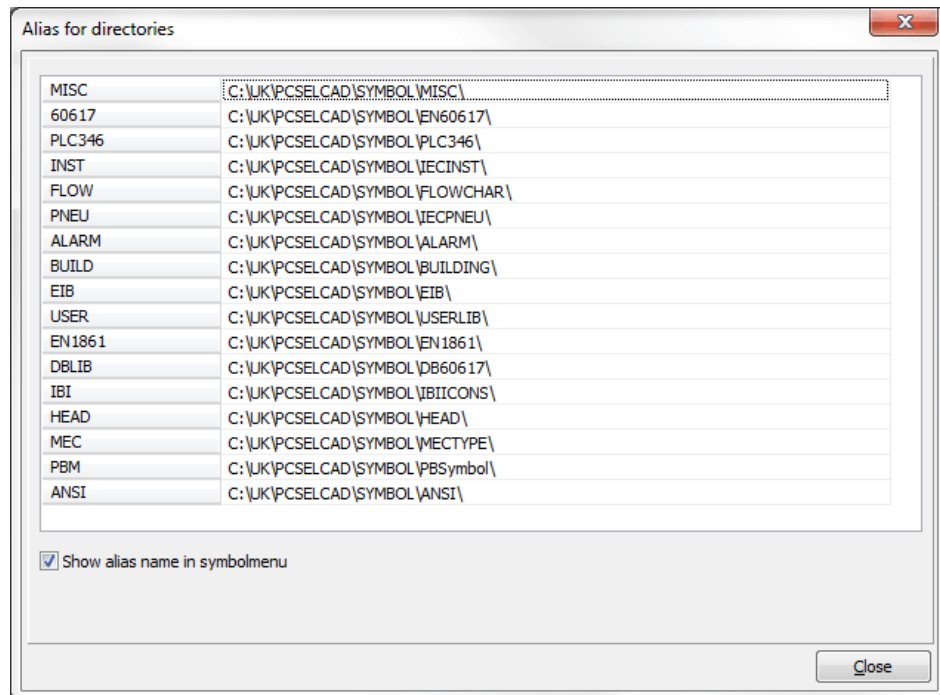 Alias for directories
MISC C:\UK\PCSELCAD\SYMBOL\MISC\
60617 C:\UK\PCSELCAD\SYMBOL\EN60617\
PLC346 C:\UK\PCSELCAD\SYMBOL\PLC346\
INST C:\UK\PCSELCAD\SYMBOL\IECINST\
FLOW C:\UK\PCSELCAD\SYMBOL\FLOWCHAR\
PNEU C:\UK\PCSELCAD\SYMBOL\IECPNEU\
ALARM C:\UK\PCSELCAD\SYMBOL\ALARM\
BUILD C:\UK\PCSELCAD\SYMBOL\BUILDING\
EIB C:\UK\PCSELCAD\SYMBOL\EIB\
USER C:\UK\PCSELCAD\SYMBOL\USERLIB\
EN1861 C:\UK\PCSELCAD\SYMBOL\EN1861\
DBLIB C:\UK\PCSELCAD\SYMBOL\DB60617\
IBI C:\UK\PCSELCAD\SYMBOL\IBIICONS\
HEAD C:\UK\PCSELCAD\SYMBOL\HEAD\
MEC C:\UK\PCSELCAD\SYMBOL\MECTYPE\
PBM C:\UK\PCSELCAD\SYMBOL\PBSymbol\
ANSI C:\UK\PCSELCAD\SYMBOL\ANSI\
Show alias name in symbolmenu
Close